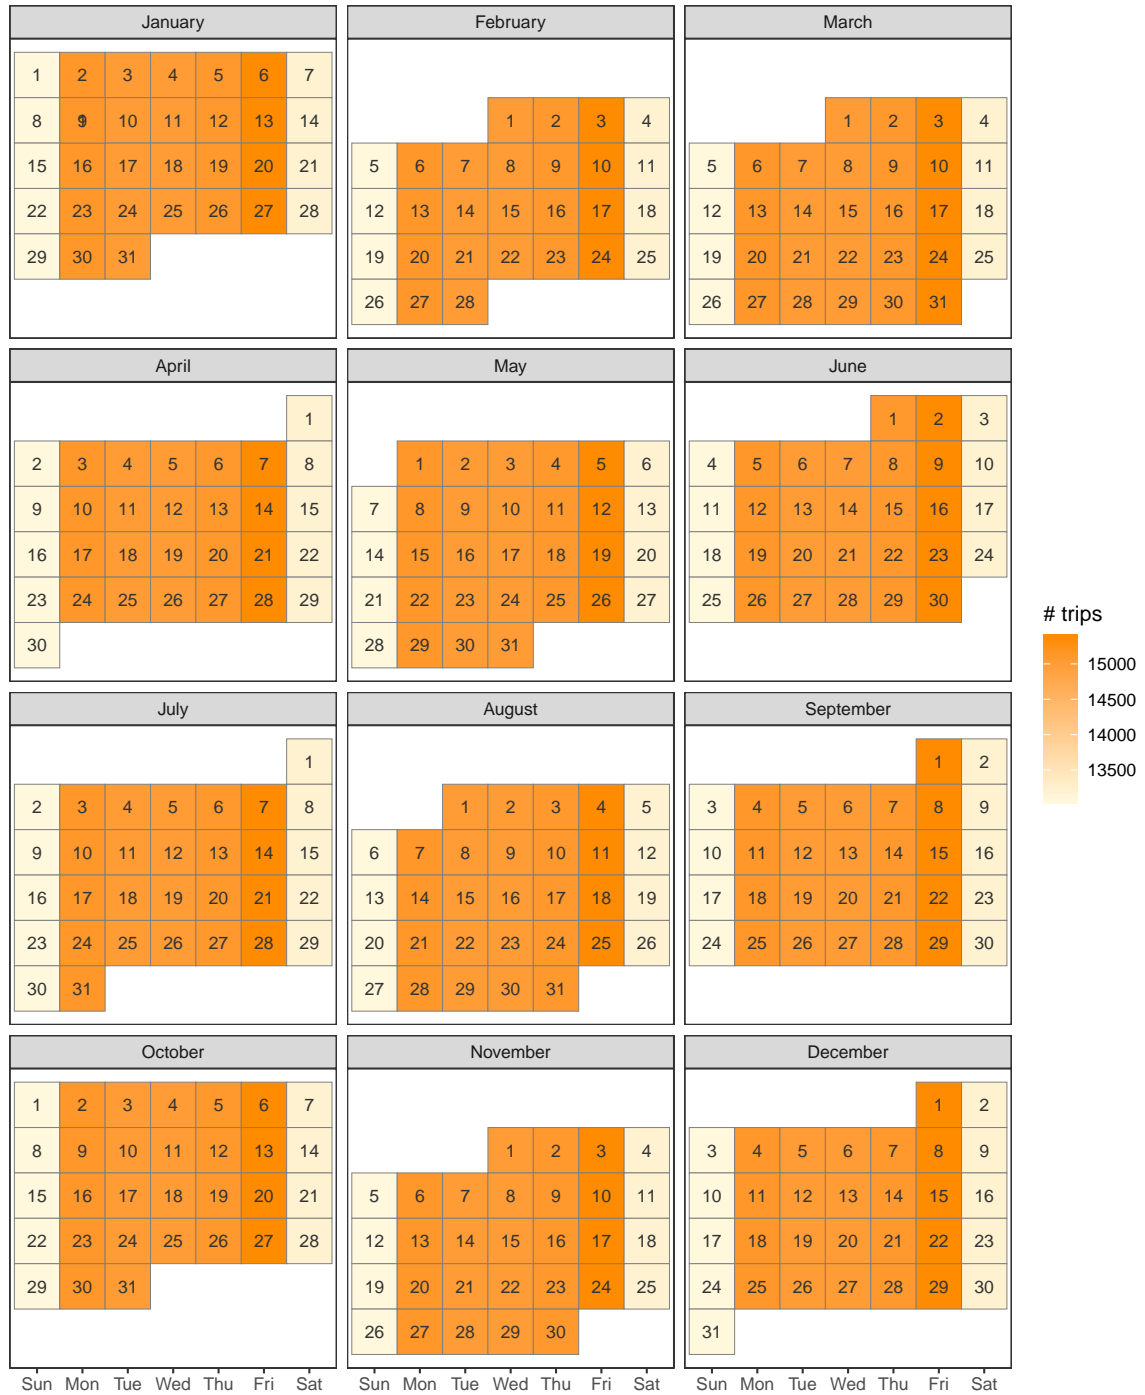 January February March
1 2 3 4 5 6 7
8 9 10 11 12 13 14 1 2 3 4 1 2 3 4
15 16 17 18 19 20 21 5 6 7 8 9 10 11 5 6 7 8 9 10 11
22 23 24 25 26 27 28 12 13 14 15 16 17 18 12 13 14 15 16 17 18
29 30 31 19 20 21 22 23 24 25 19 20 21 22 23 24 25
26 27 28 26 27 28 29 30 31
April May June
1 1 2 3
2 3 4 5 6 7 8 1 2 3 4 5 6 4 5 6 7 8 9 10
9 10 11 12 13 14 15 7 8 9 10 11 12 13 11 12 13 14 15 16 17
16 17 18 19 20 21 22 14 15 16 17 18 19 20 18 19 20 21 22 23 24
23 24 25 26 27 28 29 21 22 23 24 25 26 27 25 26 27 28 29 30
30 28 29 30 31
# trips
15000
14500
14000
13500
July August September
1 1 2
2 3 4 5 6 7 8 1 2 3 4 5 3 4 5 6 7 8 9
9 10 11 12 13 14 15 6 7 8 9 10 11 12 10 11 12 13 14 15 16
16 17 18 19 20 21 22 13 14 15 16 17 18 19 17 18 19 20 21 22 23
23 24 25 26 27 28 29 20 21 22 23 24 25 26 24 25 26 27 28 29 30
30 31 27 28 29 30 31
October November December
1 2 3 4 5 6 7 1 2
8 9 10 11 12 13 14 1 2 3 4 3 4 5 6 7 8 9
15 16 17 18 19 20 21 5 6 7 8 9 10 11 10 11 12 13 14 15 16
22 23 24 25 26 27 28 12 13 14 15 16 17 18 17 18 19 20 21 22 23
29 30 31 19 20 21 22 23 24 25 24 25 26 27 28 29 30
26 27 28 29 30 31
Sun Mon Tue Wed Thu Fri Sat Sun Mon Tue Wed Thu Fri Sat Sun Mon Tue Wed Thu Fri Sat